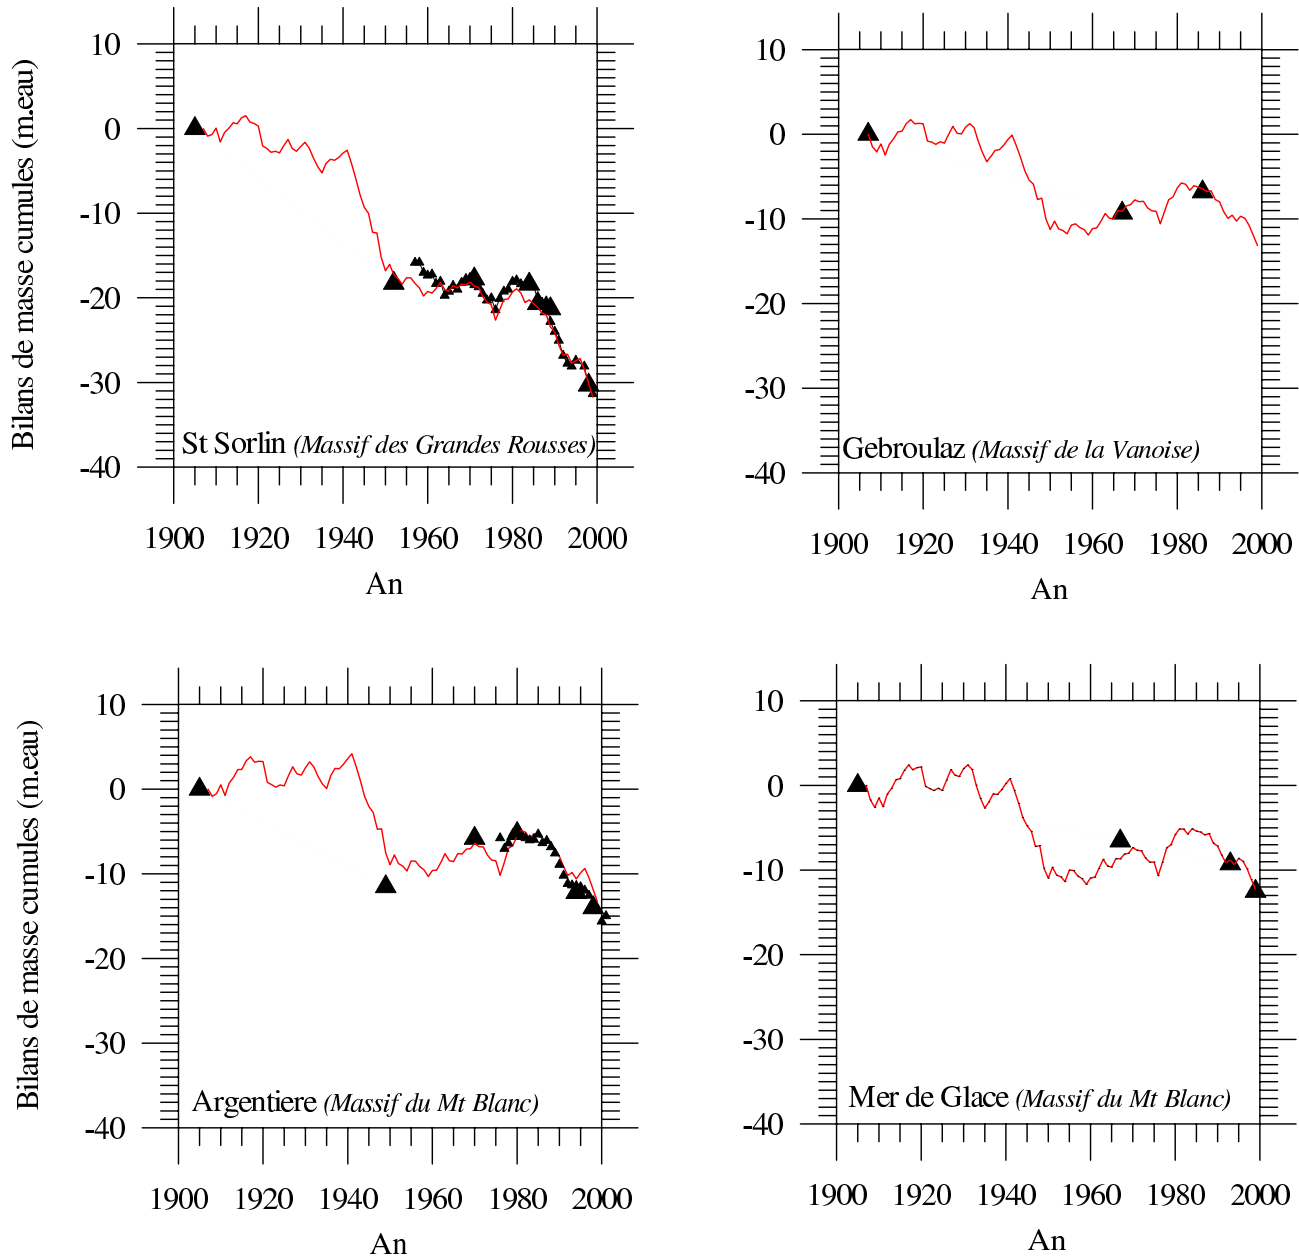 Bilans de masse cumules (m.eau)
10
0
-10
-20
-30
-40
St Sorlin (Massif des Grandes Rousses)
1900 1920 1940 1960 1980 2000
An
10
0
-10
-20
-30
-40
Gebroulaz (Massif de la Vanoise)
1900 1920 1940 1960 1980 2000
An
Bilans de masse cumules (m.eau)
10
0
-10
-20
-30
-40
Argentiere (Massif du Mt Blanc)
1900 1920 1940 1960 1980 2000
An
10
0
-10
-20
-30
-40
Mer de Glace (Massif du Mt Blanc)
1900 1920 1940 1960 1980 2000
An